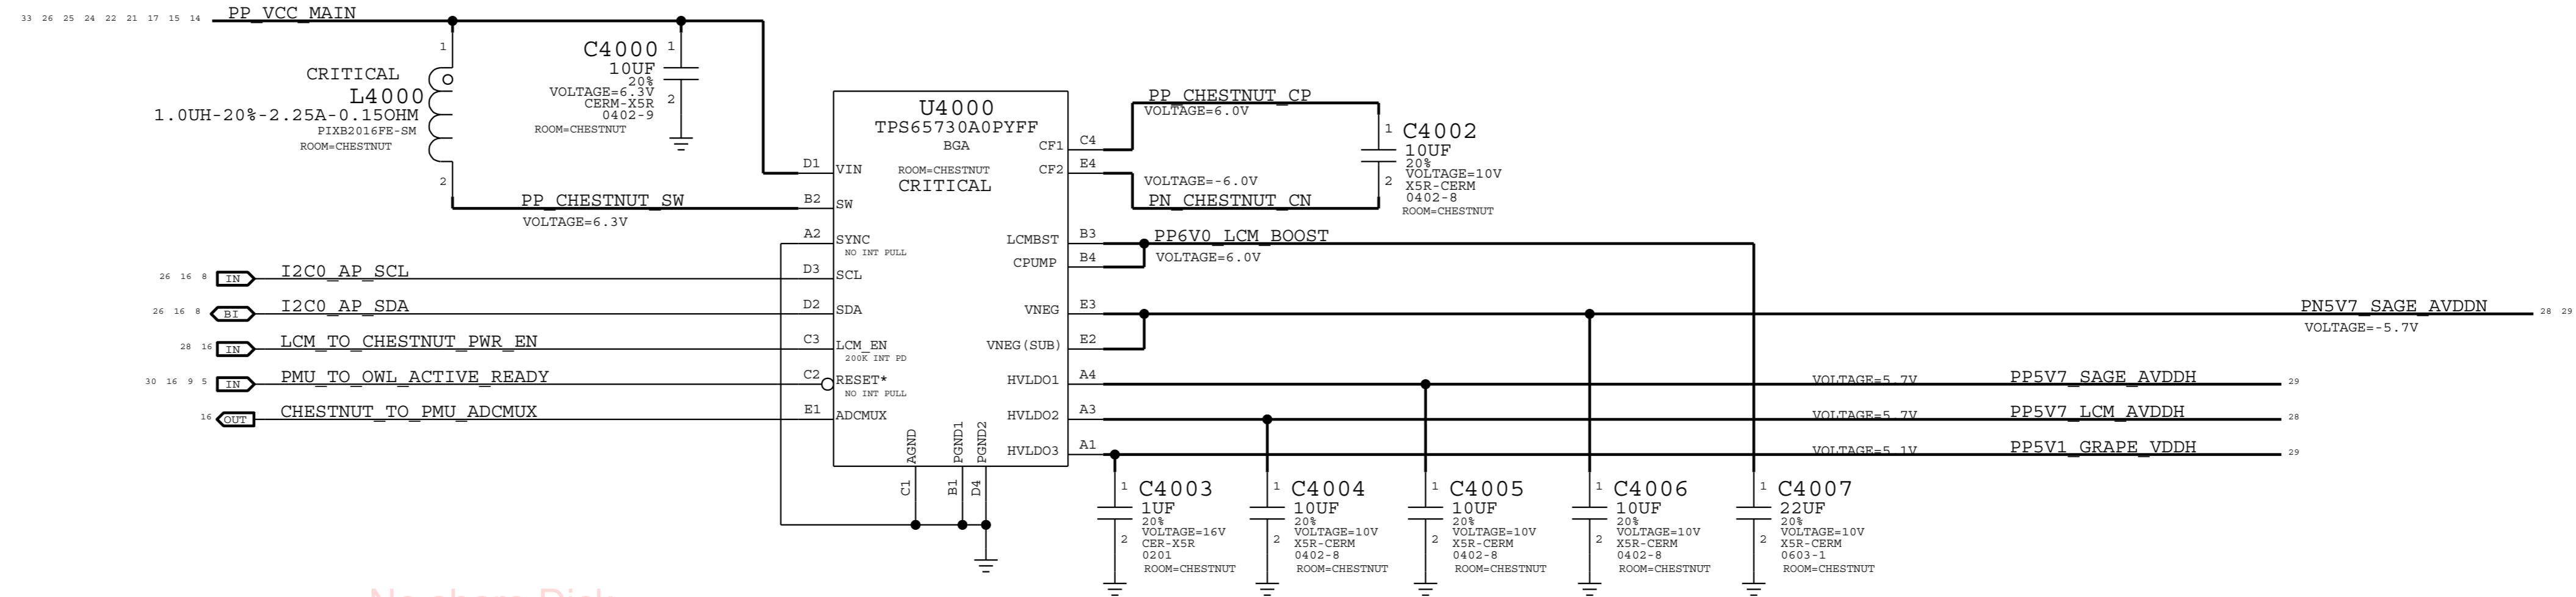 33 26 25 24 22 21 17 15 14 PP_VCC_MAIN
1
CRITICAL
L4000
1.0UH-20%-2.25A-0.15OHM
PIXB2016FE-SM
ROOM=CHESTNUT
2
C4000
1
10UF
20%
VOLTAGE=6.3V
CERM-X5R
0402-9
ROOM=CHESTNUT
2
PP_CHESTNUT_SW
VOLTAGE=6.3V
26 16 8 IN I2C0_AP_SCL
26 16 8 BI I2C0_AP_SDA
28 16 IN LCM_TO_CHESTNUT_PWR_EN
30 16 9 5 IN PMU_TO_OWL_ACTIVE_READY
16 OUT CHESTNUT_TO_PMU_ADCMUX
U4000
TPS65730A0PYFF
BGA
ROOM=CHESTNUT
CRITICAL
D1 VIN
B2 SW
A2 SYNC
NO INT PULL
D3 SCL
D2 SDA
C3 LCM_EN
200K INT PD
C2 RESET*
NO INT PULL
E1 ADCMUX
AGND PGND1 PGND2
C1 B1 D4
CF1 C4
CF2 E4
LCMBST B3
CPUMP B4
VNEG E3
VNEG(SUB) E2
HVLDO1 A4
HVLDO2 A3
HVLDO3 A1
PP_CHESTNUT_CP
VOLTAGE=6.0V
VOLTAGE=-6.0V
PN_CHESTNUT_CN
1
C4002
10UF
20%
VOLTAGE=10V
X5R-CERM
0402-8
ROOM=CHESTNUT
2
PP6V0_LCM_BOOST
VOLTAGE=6.0V
PN5V7_SAGE_AVDDN 28 29
VOLTAGE=-5.7V
VOLTAGE=5.7V PP5V7_SAGE_AVDDH 29
VOLTAGE=5.7V PP5V7_LCM_AVDDH 28
VOLTAGE=5.1V PP5V1_GRAPE_VDDH 29
1
C4003
1UF
20%
VOLTAGE=16V
CER-X5R
0201
ROOM=CHESTNUT
2
1
C4004
10UF
20%
VOLTAGE=10V
X5R-CERM
0402-8
ROOM=CHESTNUT
2
1
C4005
10UF
20%
VOLTAGE=10V
X5R-CERM
0402-8
ROOM=CHESTNUT
2
1
C4006
10UF
20%
VOLTAGE=10V
X5R-CERM
0402-8
ROOM=CHESTNUT
2
1
C4007
22UF
20%
VOLTAGE=10V
X5R-CERM
0603-1
ROOM=CHESTNUT
2